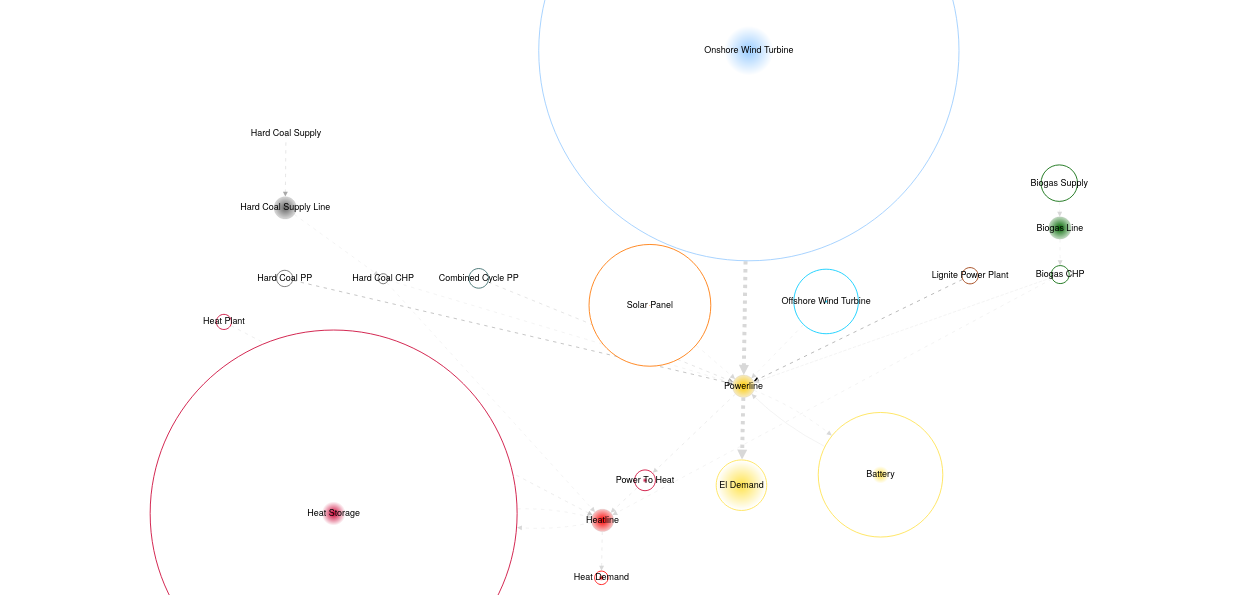 Onshore Wind Turbine
Hard Coal Supply
Biogas Supply
Hard Coal Supply Line
Biogas Line
Hard Coal PP
Hard Coal CHP
Combined Cycle PP
Lignite Power Plant
Biogas CHP
Solar Panel
Offshore Wind Turbine
Heat Plant
Powerline
Battery
Power To Heat
El Demand
Heat Storage
Heatline
Heat Demand